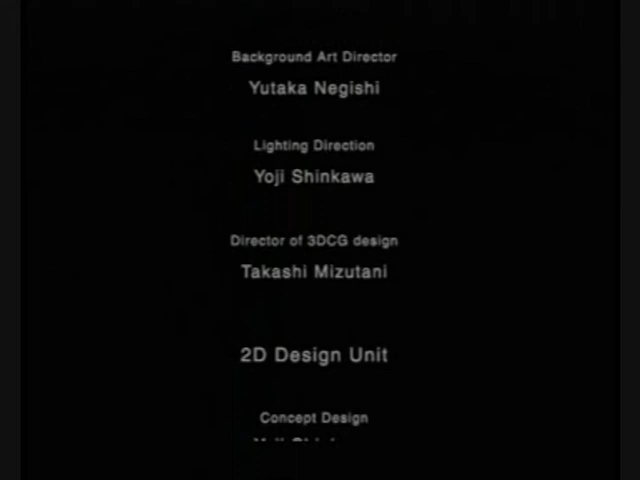 Background Art Director
Yutaka Negishi
Lighting Direction
Yoji Shinkawa
Director of 3DCG design
Takashi Mizutani
2D Design Unit
Concept Design